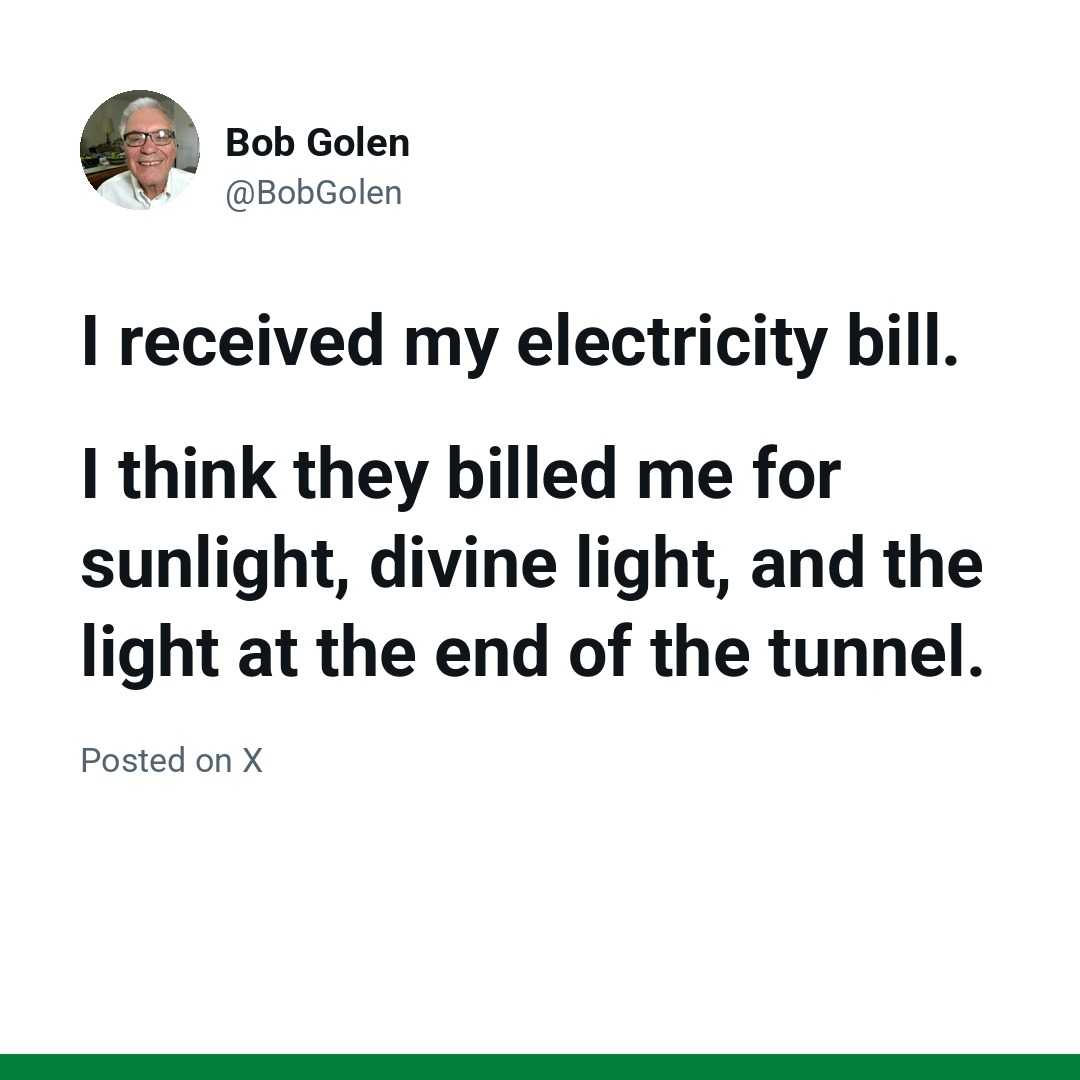 Bob Golen
@BobGolen
I received my electricity bill.
I think they billed me for
sunlight, divine light, and the
light at the end of the tunnel.
Posted on X